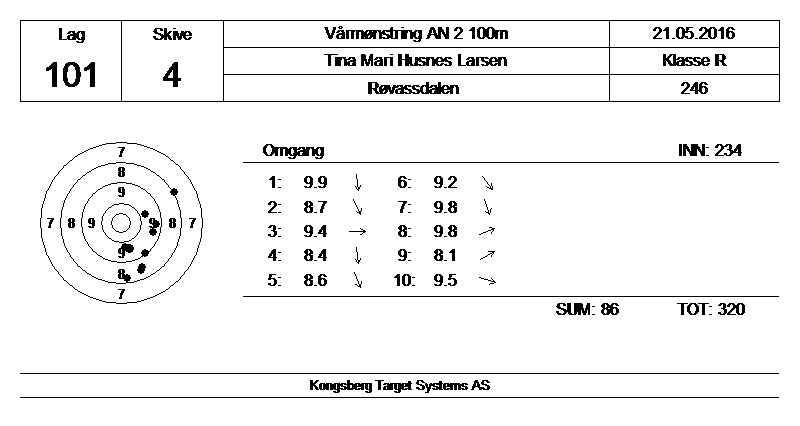 Lag Skive Vårmønstring AN 2 100m 21.05.2016
101 4 Tina Mari Husnes Larsen Klasse R
Røvassdalen 246
Omgang INN: 234
1: 9.9 6: 9.2
2: 8.7 7: 9.8
3: 9.4 8: 9.8
4: 8.4 9: 8.1
5: 8.6 10: 9.5
SUM: 86 TOT: 320
7
8
9
7 8 9 9 8 7
9
8
7
Kongsberg Target Systems AS